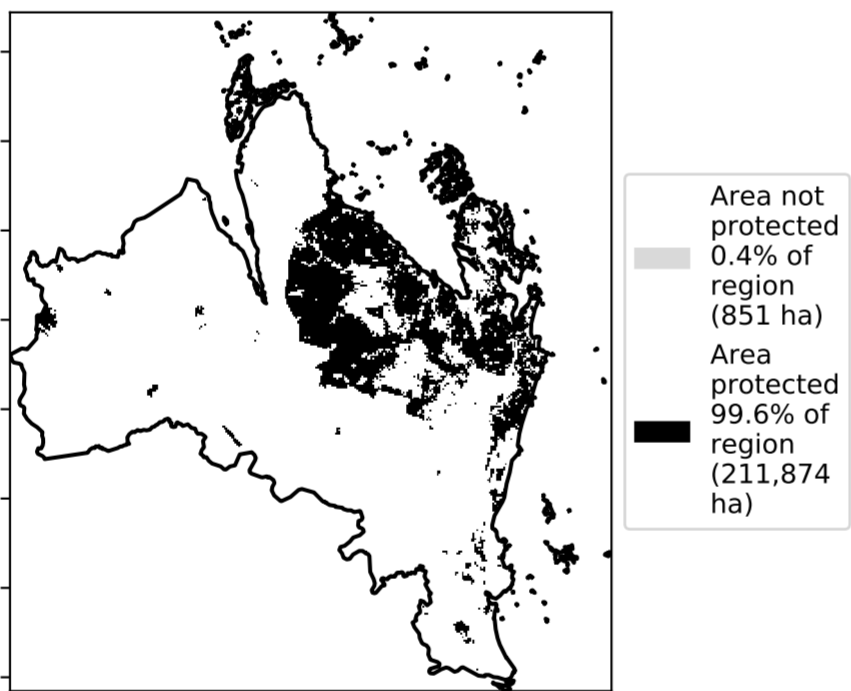 Area not
protected
0.4% of
region
(851 ha)
Area
protected
99.6% of
region
(211,874
ha)